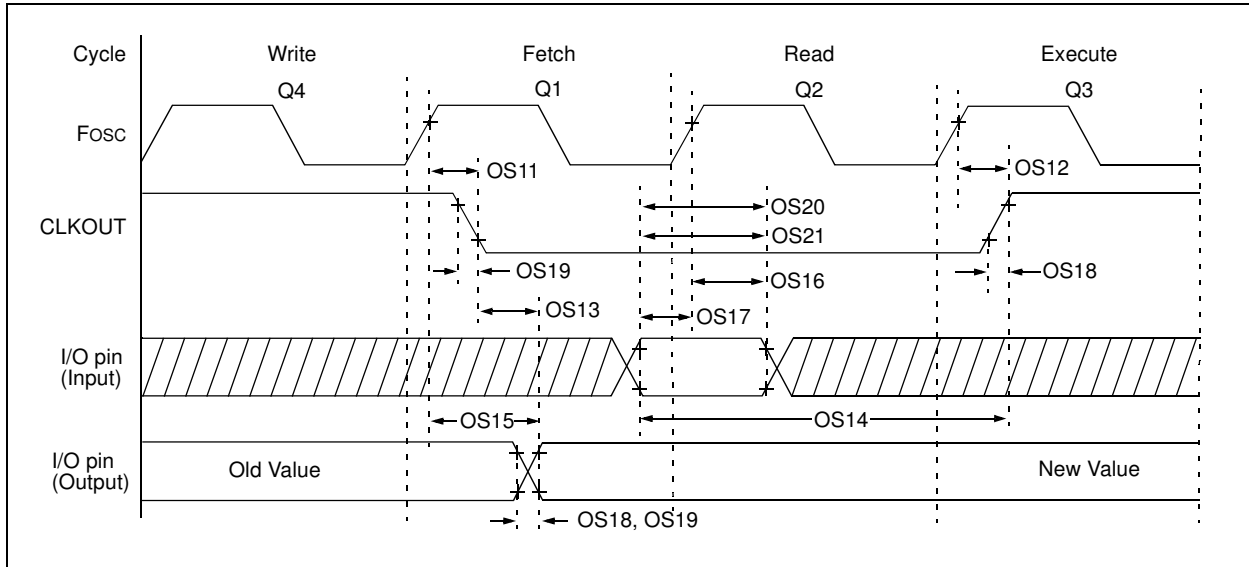 Cycle Write Fetch Read Execute
Q4 Q1 Q2 Q3
FOSC
OS11 OS12
OS20
CLKOUT
OS21
OS19 OS16 OS18
OS13 OS17
I/O pin
(Input)
OS15 OS14
I/O pin
(Output)
Old Value New Value
OS18, OS19